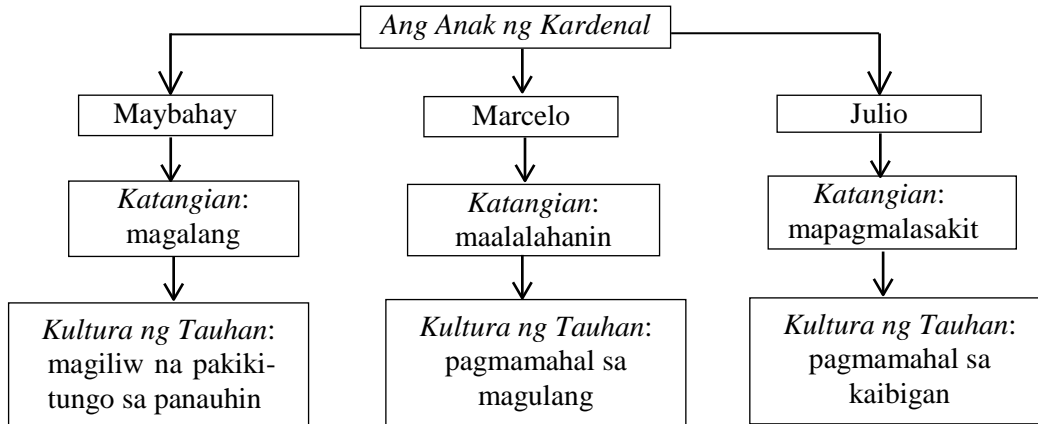 Ang Anak ng Kardenal
Maybahay
Marcelo
Julio
Katangian:
magalang
Katangian:
maalalahanin
Katangian:
mapagmalasakit
Kultura ng Tauhan:
magiliw na pakiki-
tungo sa panauhin
Kultura ng Tauhan:
pagmamahal sa
magulang
Kultura ng Tauhan:
pagmamahal sa
kaibigan